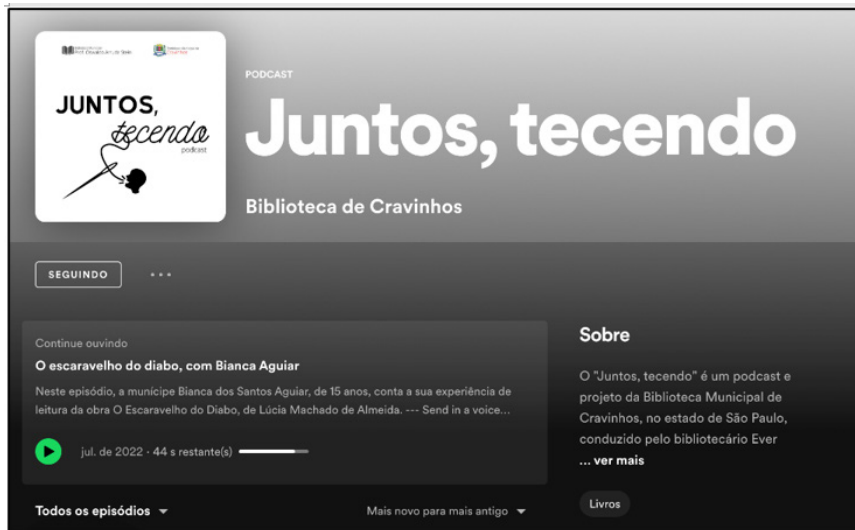 JUNTOS,
tecendo
podcast
PODCAST
Juntos, tecendo
Biblioteca de Cravinhos
SEGUINDO
Continue ouvindo
O escaravelho do diabo, com Bianca Aguiar
Neste episódio, a munícipe Bianca dos Santos Aguiar, de 15 anos, conta a sua experiência de
leitura da obra O Escaravelho do Diabo, de Lúcia Machado de Almeida. --- Send in a voice...
jul. de 2022 · 44 s restante(s)
Todos os episódios
Mais novo para mais antigo
Sobre
O "Juntos, tecendo" é um podcast e
projeto da Biblioteca Municipal de
Cravinhos, no estado de São Paulo,
conduzido pelo bibliotecário Ever
... ver mais
Livros